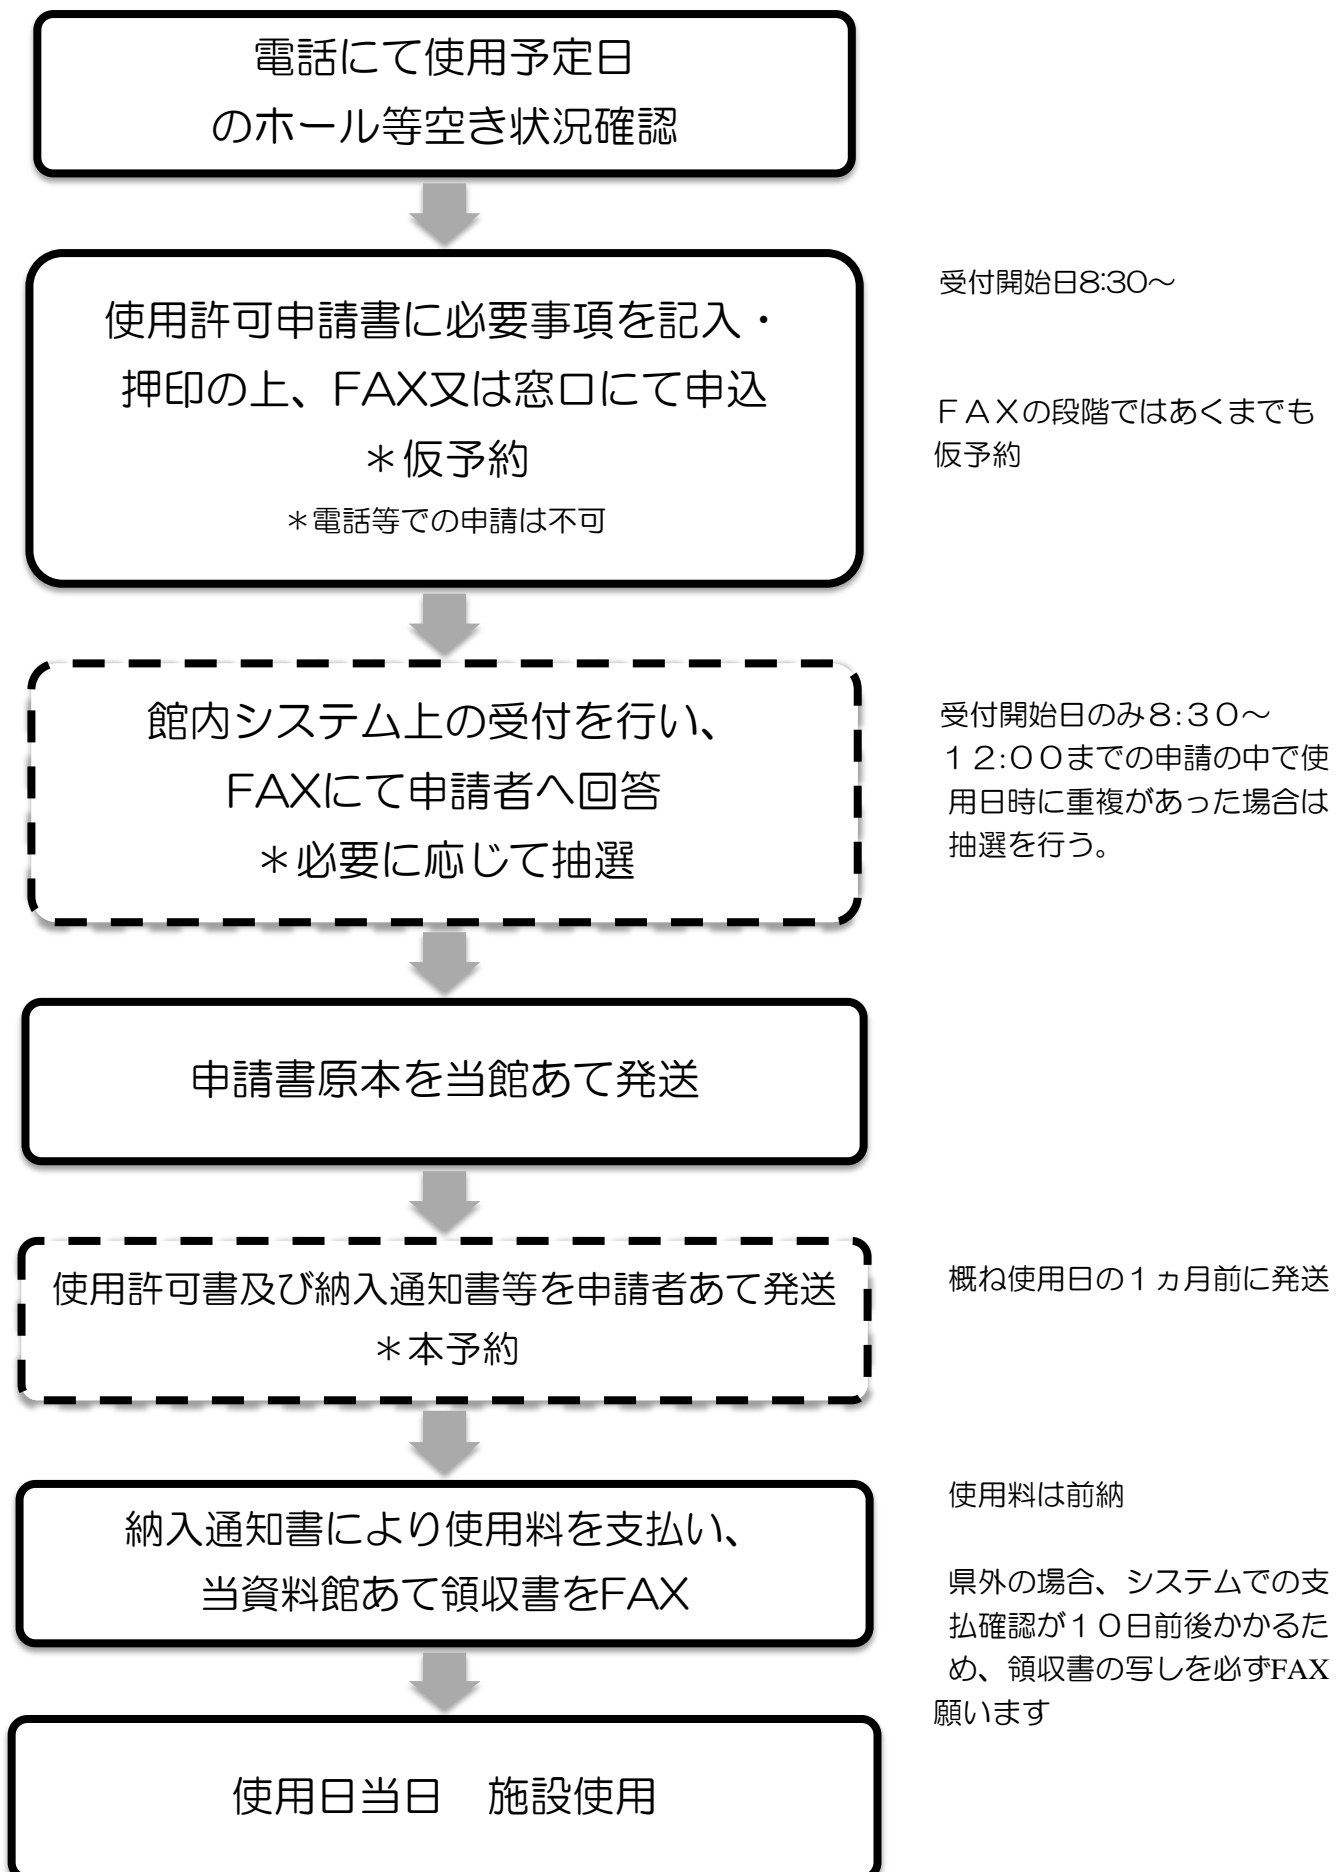 電話にて使用予定日
のホール等空き状況確認
使用許可申請書に必要事項を記入・
押印の上、FAX又は窓口にて申込
＊仮予約
＊電話等での申請は不可
受付開始日8:30～
ＦＡＸの段階ではあくまでも
仮予約
館内システム上の受付を行い、
FAXにて申請者へ回答
＊必要に応じて抽選
受付開始日のみ８:３０～
１２:００までの申請の中で使
用日時に重複があった場合は
抽選を行う。
申請書原本を当館あて発送
使用許可書及び納入通知書等を申請者あて発送
＊本予約
概ね使用日の１ヵ月前に発送
納入通知書により使用料を支払い、
当資料館あて領収書をFAX
使用料は前納
県外の場合、システムでの支
払確認が１０日前後かかるた
め、領収書の写しを必ずFAX
願います
使用日当日　施設使用